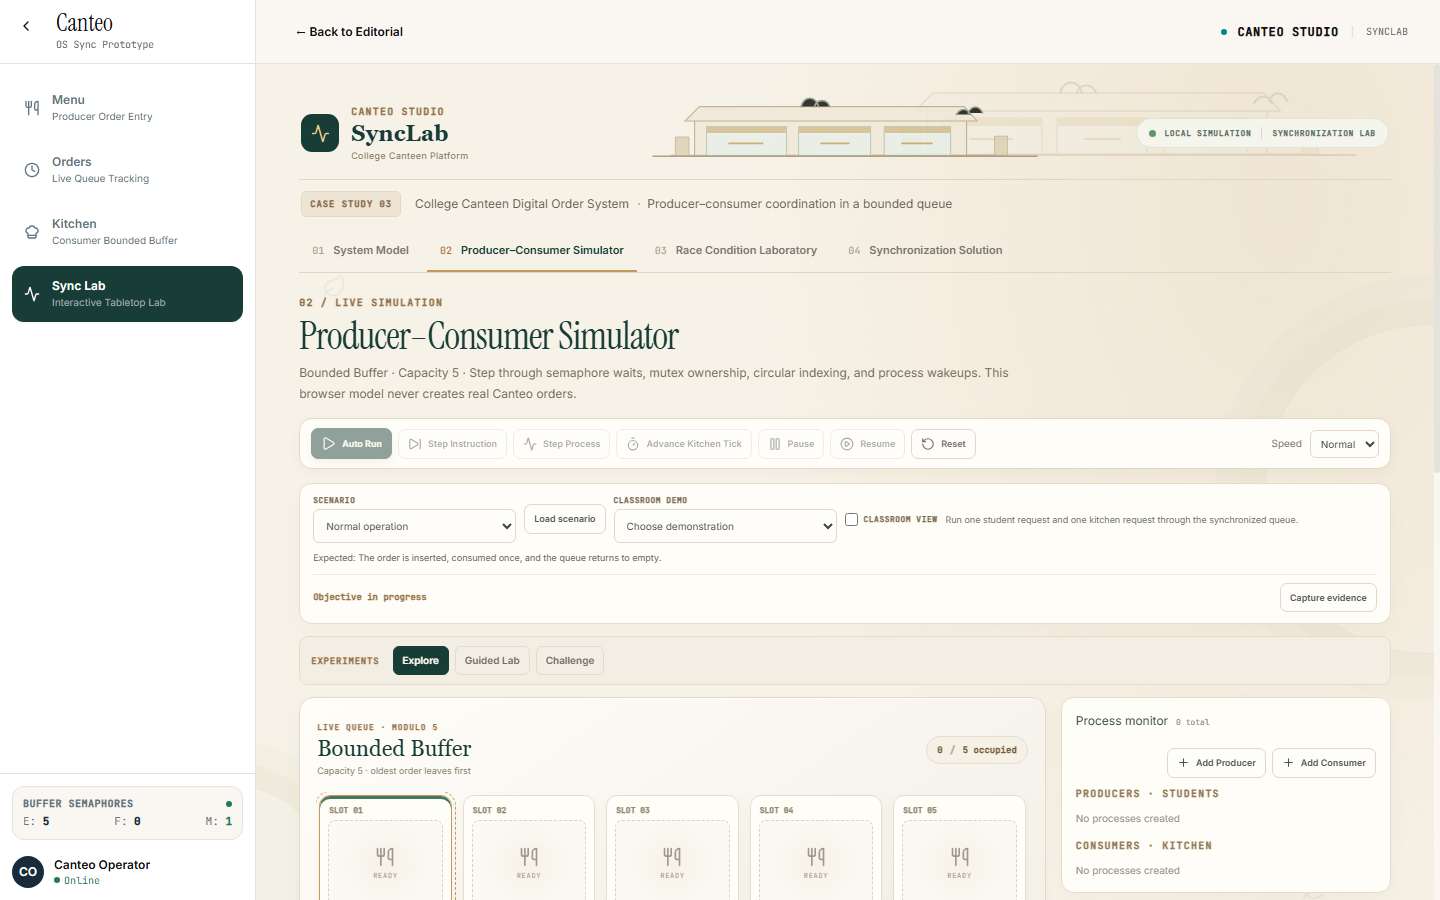 Canteo
OS Sync Prototype
Menu
Producer Order Entry
Orders
Live Queue Tracking
Kitchen
Consumer Bounded Buffer
Sync Lab
Interactive Tabletop Lab
BUFFER SEMAPHORES
E: 5 F: 0 M: 1
CO
Canteo Operator
Online
← Back to Editorial
CANTEO STUDIO
SYNCLAB
CANTEO STUDIO
SyncLab
College Canteen Platform
LOCAL SIMULATION
SYNCHRONIZATION LAB
CASE STUDY 03
College Canteen Digital Order System · Producer–consumer coordination in a bounded queue
01 System Model
02 Producer–Consumer Simulator
03 Race Condition Laboratory
04 Synchronization Solution
02 / LIVE SIMULATION
Producer–Consumer Simulator
Bounded Buffer · Capacity 5 · Step through semaphore waits, mutex ownership, circular indexing, and process wakeups. This
browser model never creates real Canteo orders.
Auto Run
Step Instruction
Step Process
Advance Kitchen Tick
Pause
Resume
Reset
Speed
Normal
SCENARIO
Normal operation
Load scenario
CLASSROOM DEMO
Choose demonstration
CLASSROOM VIEW
Run one student request and one kitchen request through the synchronized queue.
Expected: The order is inserted, consumed once, and the queue returns to empty.
Objective in progress
Capture evidence
EXPERIMENTS
Explore
Guided Lab
Challenge
LIVE QUEUE · MODULO 5
Bounded Buffer
Capacity 5 · oldest order leaves first
0 / 5 occupied
SLOT 01
READY
SLOT 02
READY
SLOT 03
READY
SLOT 04
READY
SLOT 05
READY
Process monitor 0 total
Add Producer
Add Consumer
PRODUCERS · STUDENTS
No processes created
CONSUMERS · KITCHEN
No processes created